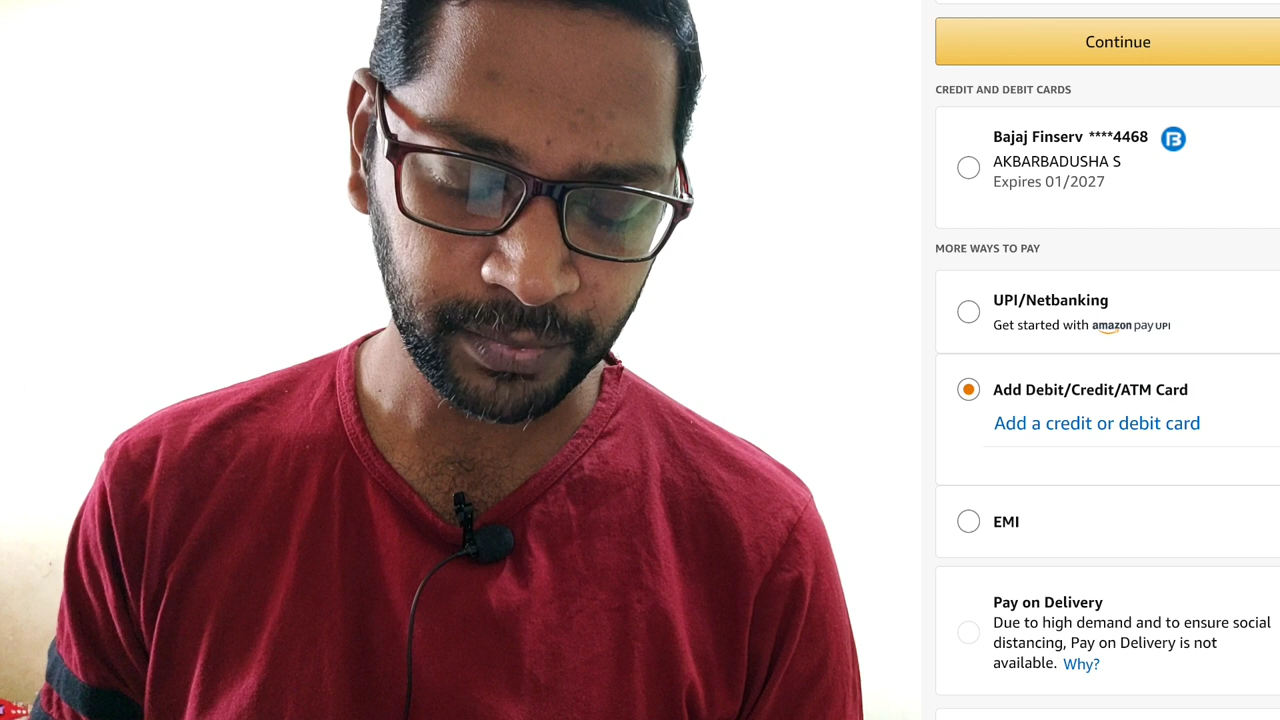 Continue
CREDIT AND DEBIT CARDS
Bajaj Finserv ****4468
AKBARBADUSHA S
Expires 01/2027
MORE WAYS TO PAY
UPI/Netbanking
Get started with amazon pay UPI
Add Debit/Credit/ATM Card
Add a credit or debit card
EMI
Pay on Delivery
Due to high demand and to ensure social
distancing, Pay on Delivery is not
available. Why?